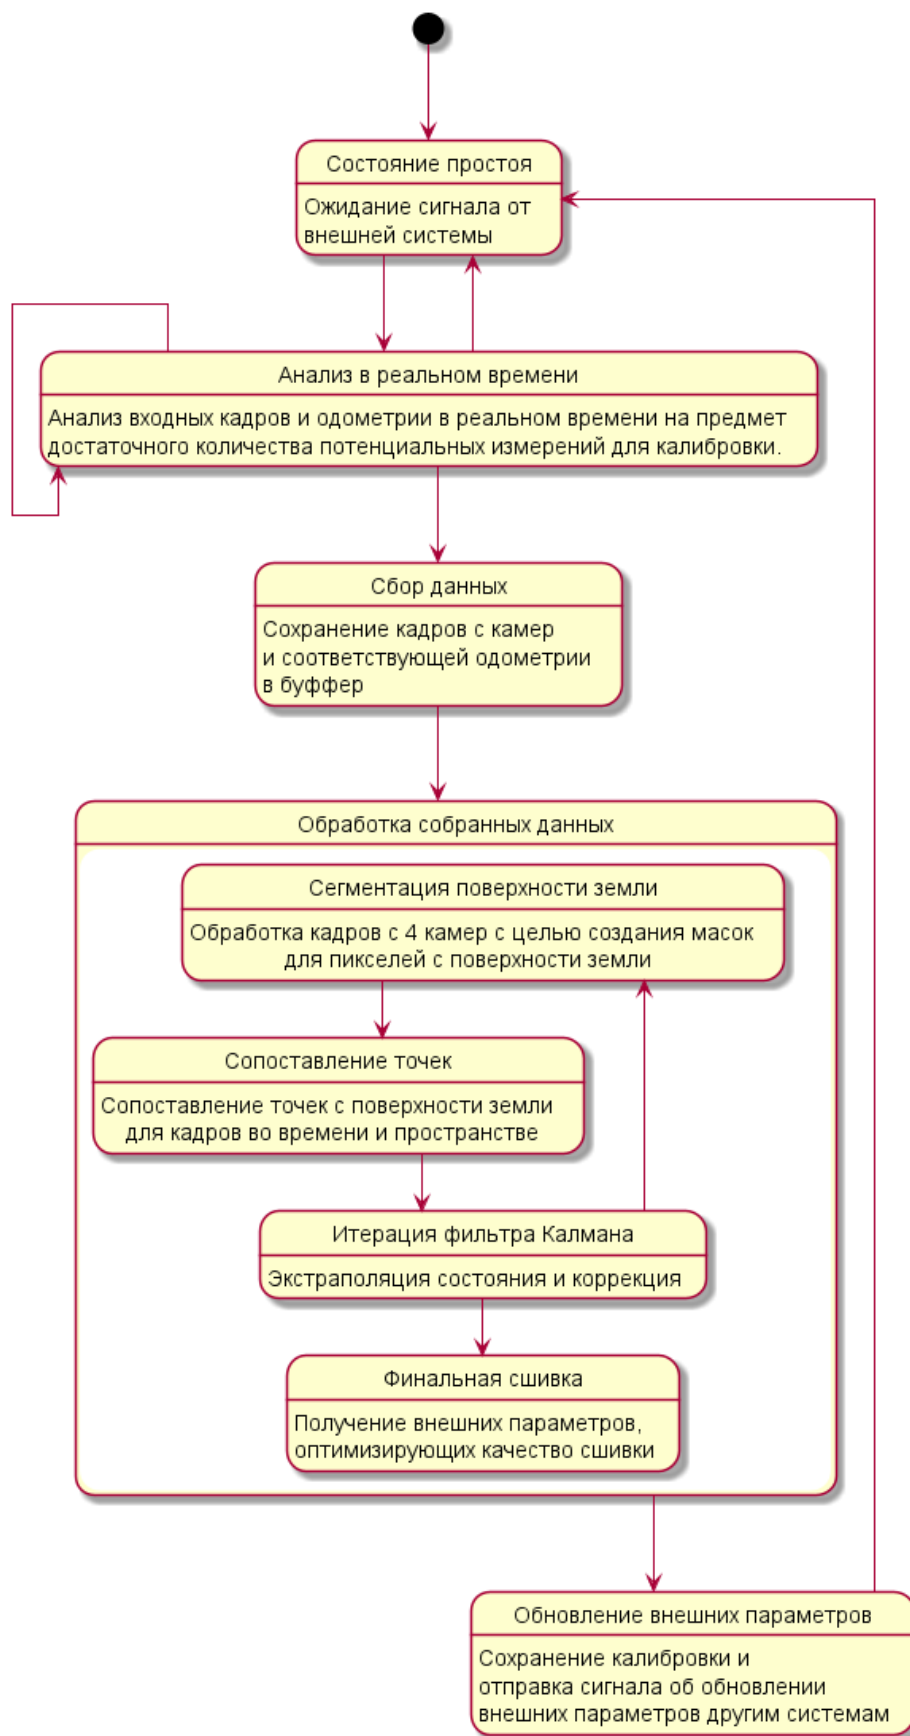 Состояние простоя
Ожидание сигнала от
внешней системы
Анализ в реальном времени
Анализ входных кадров и одометрии в реальном времени на предмет
достаточного количества потенциальных измерений для калибровки.
Сбор данных
Сохранение кадров с камер
и соответствующей одометрии
в буффер
Обработка собранных данных
Сегментация поверхности земли
Обработка кадров с 4 камер с целью создания масок
для пикселей с поверхности земли
Сопоставление точек
Сопоставление точек с поверхности земли
для кадров во времени и пространстве
Итерация фильтра Калмана
Экстраполяция состояния и коррекция
Финальная сшивка
Получение внешних параметров,
оптимизирующих качество сшивки
Обновление внешних параметров
Сохранение калибровки и
отправка сигнала об обновлении
внешних параметров другим системам